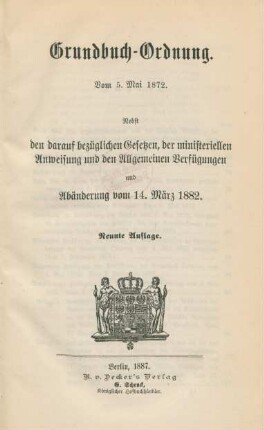 Grundbuch-Ordnung.
Vom 5. Mai 1872.
Nebst
den darauf bezüglichen Gesetzen, der ministeriellen
Anweisung und den Allgemeinen Verfügungen
und
Abänderung vom 14. März 1882.
Neunte Auflage.
Berlin, 1887.
R. v. Decker's Verlag
G. Schenck,
Königlicher Hofbuchhändler.